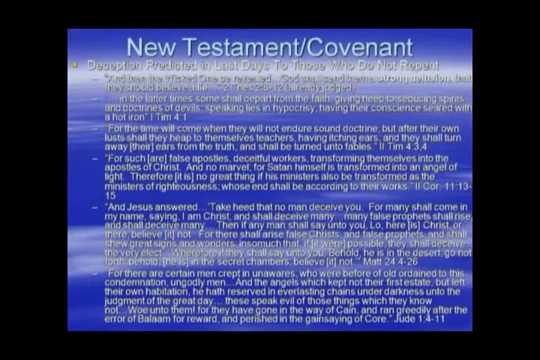 New Testament/Covenant
Deception Predicted in Last Days To Those Who Do Not Repent
– "And then the Wicked One be revealed…God shall send them… strong delusion, that
they should believe a lie…" 2 Thes 2:8-12 (already judged)
– "…in the latter times some shall depart from the faith, giving heed to seducing spirits
and doctrines of devils, speaking lies in hypocrisy, having their conscience seared with
a hot iron" I Tim 4:1
– "For the time will come when they will not endure sound doctrine; but after their own
lusts shall they heap to themselves teachers, having itching ears; and they shall turn
away [their] ears from the truth, and shall be turned unto fables." II Tim 4:3,4
– "For such [are] false apostles, deceitful workers, transforming themselves into the
apostles of Christ. And no marvel, for Satan himself is transformed into an angel of
light. Therefore [it is] no great thing if his ministers also be transformed as the
ministers of righteousness; whose end shall be according to their works." II Cor. 11:13-
15
– "And Jesus answered…Take heed that no man deceive you. For many shall come in
my name, saying, I am Christ; and shall deceive many… many false prophets shall rise,
and shall deceive many… Then if any man shall say unto you, Lo, here [is] Christ, or
there; believe [it] not. For there shall arise false Christs, and false prophets, and shall
shew great signs and wonders; insomuch that, if [it were] possible, they shall deceive
the very elect… Wherefore if they shall say unto you, Behold, he is in the desert; go not
forth: behold, [he is] in the secret chambers; believe [it] not." Matt 24:4-26
– "For there are certain men crept in unawares, who were before of old ordained to this
condemnation, ungodly men…And the angels which kept not their first estate, but left
their own habitation, he hath reserved in everlasting chains under darkness unto the
judgment of the great day… these speak evil of those things which they know
not…Woe unto them! for they have gone in the way of Cain, and ran greedily after the
error of Balaam for reward, and perished in the gainsaying of Core." Jude 1:4-11